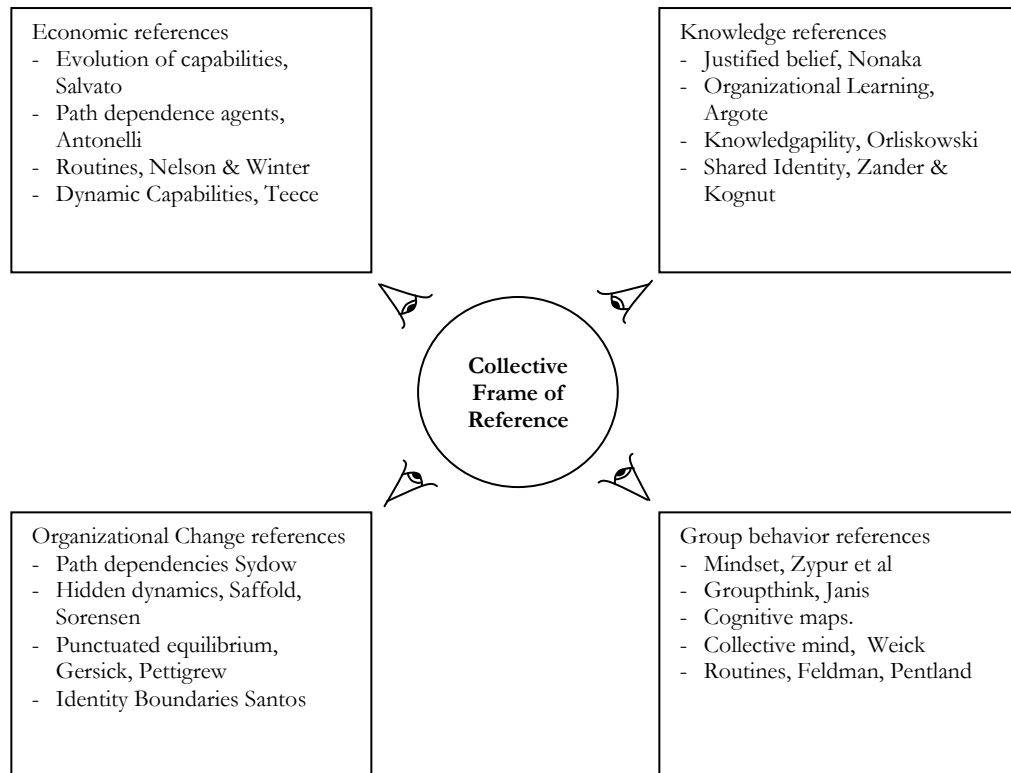 Economic references
- Evolution of capabilities,
Salvato
- Path dependence agents,
Antonelli
- Routines, Nelson & Winter
- Dynamic Capabilities, Teece
Knowledge references
- Justified belief, Nonaka
- Organizational Learning,
Argote
- Knowledgapility, Orliskowski
- Shared Identity, Zander &
Kognut
Collective
Frame of
Reference
Organizational Change references
- Path dependencies Sydow
- Hidden dynamics, Saffold,
Sorensen
- Punctuated equilibrium,
Gersick, Pettigrew
- Identity Boundaries Santos
Group behavior references
- Mindset, Zypur et al
- Groupthink, Janis
- Cognitive maps.
- Collective mind, Weick
- Routines, Feldman, Pentland